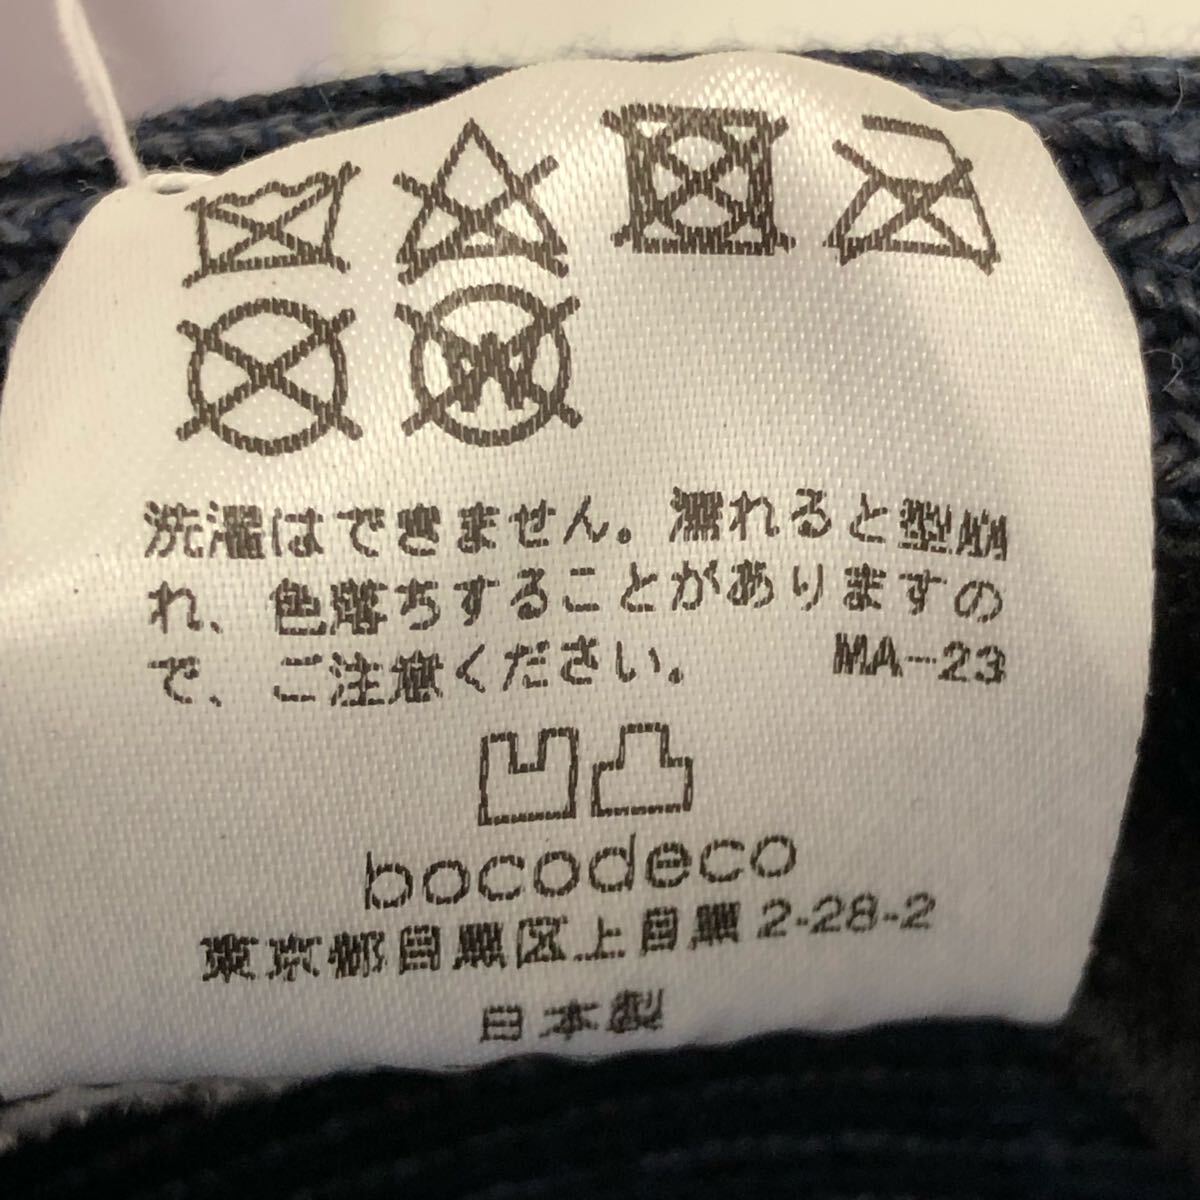 洗濯はできません。濡れると型崩
れ、色落ちすることがありますの
で、ご注意ください。 MA-23
凹凸
bocodeco
東京都目黒区上目黒2-28-2
日本製